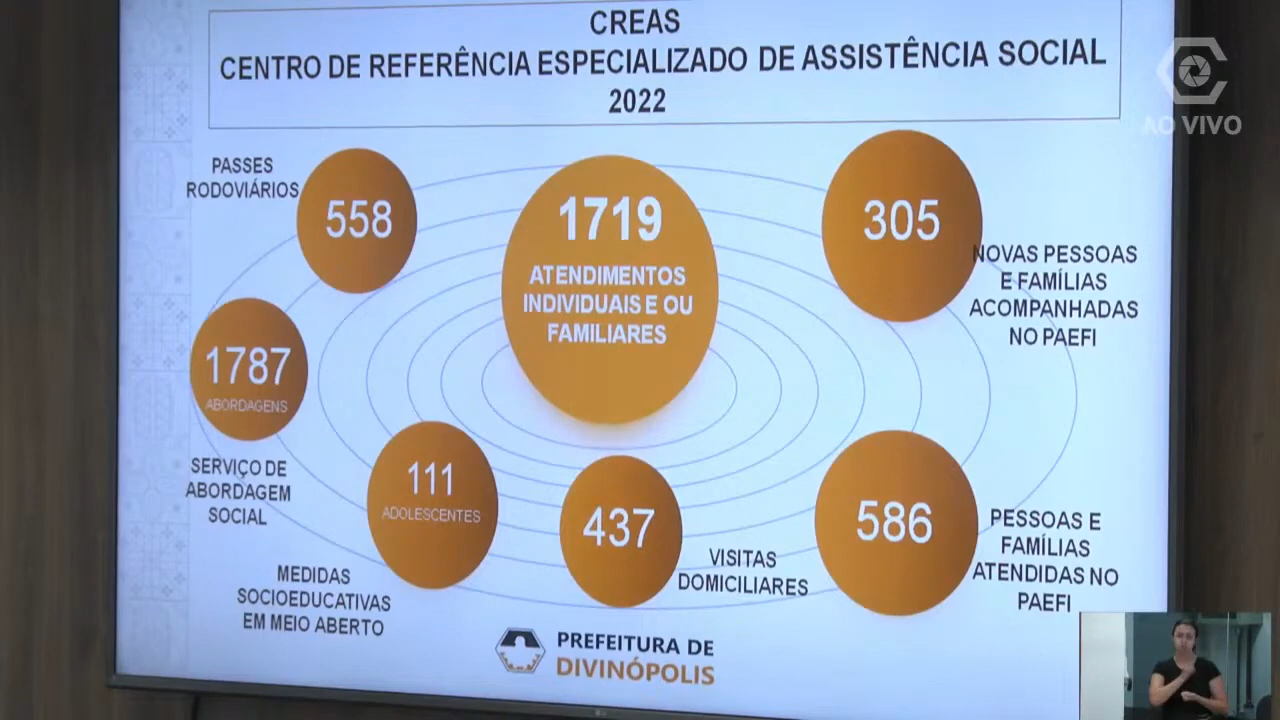 CREAS
CENTRO DE REFERÊNCIA ESPECIALIZADO DE ASSISTÊNCIA SOCIAL
2022
AO VIVO
PASSES
RODOVIÁRIOS
558
1719
ATENDIMENTOS
INDIVIDUAIS E OU
FAMILIARES
305
NOVAS PESSOAS
E FAMÍLIAS
ACOMPANHADAS
NO PAEFI
1787
ABORDAGENS
SERVIÇO DE
ABORDAGEM
SOCIAL
111
ADOLESCENTES
MEDIDAS
SOCIOEDUCATIVAS
EM MEIO ABERTO
437
VISITAS
DOMICILIARES
586
PESSOAS E
FAMÍLIAS
ATENDIDAS NO
PAEFI
PREFEITURA DE
DIVINÓPOLIS